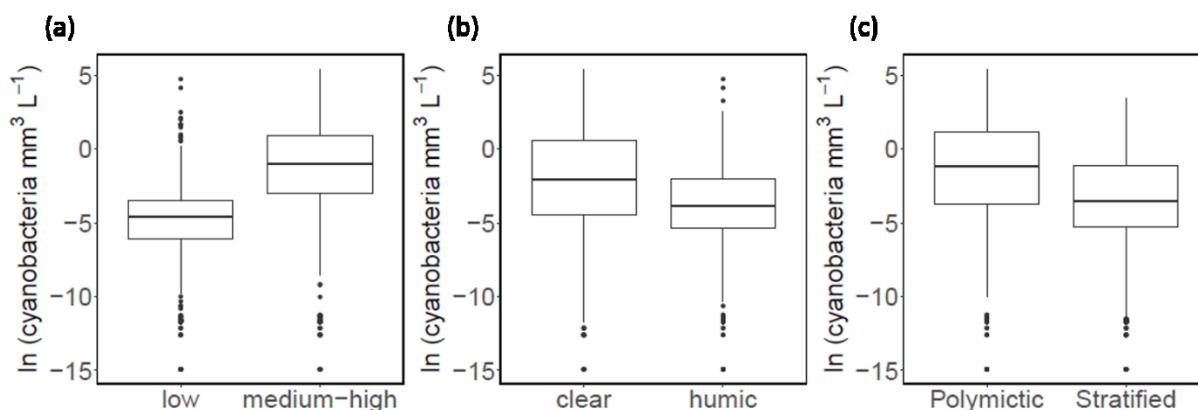 (a)
ln (cyanobacteria mm³ L⁻¹)
5
0
−5
−10
−15
low medium−high
(b)
ln (cyanobacteria mm³ L⁻¹)
5
0
−5
−10
−15
clear humic
(c)
ln (cyanobacteria mm³ L⁻¹)
5
0
−5
−10
−15
Polymictic Stratified